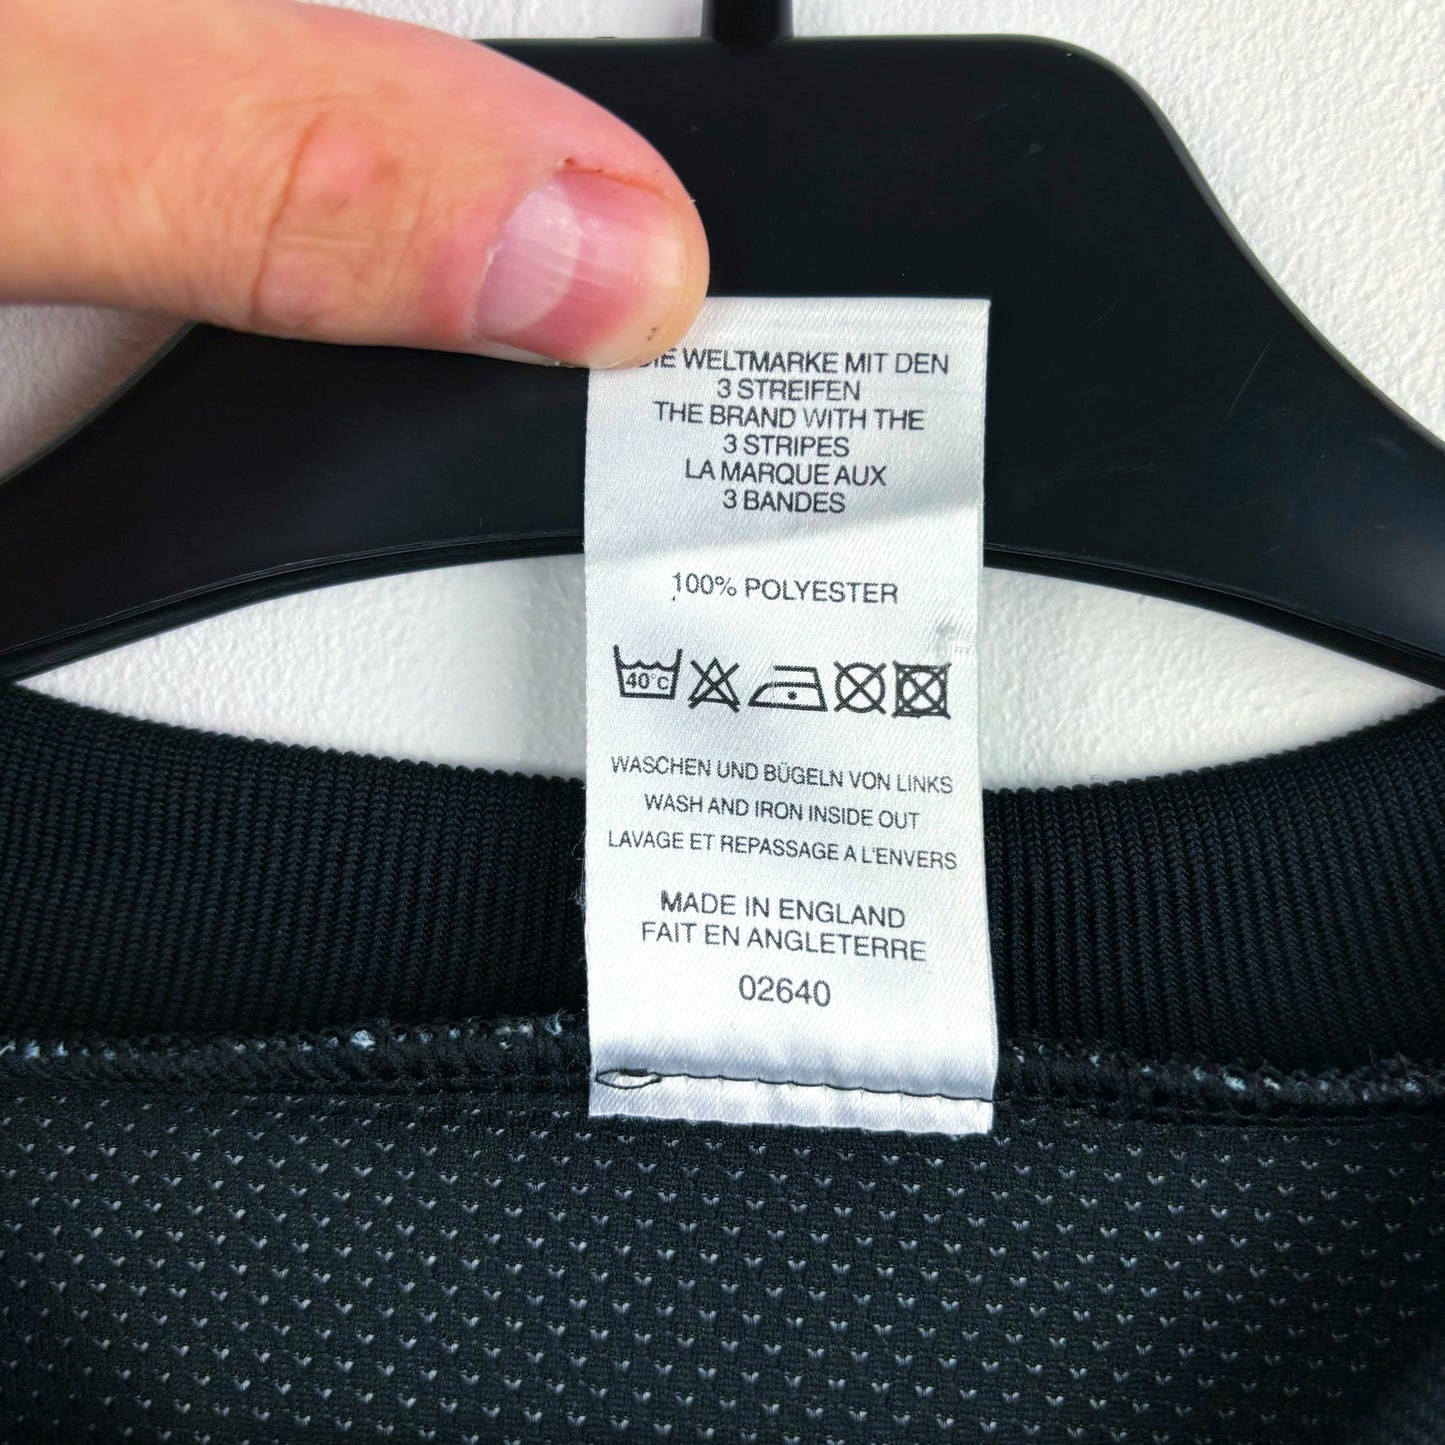 DIE WELTMARKE MIT DEN
3 STREIFEN
THE BRAND WITH THE
3 STRIPES
LA MARQUE AUX
3 BANDES
100% POLYESTER
40°C
WASCHEN UND BÜGELN VON LINKS
WASH AND IRON INSIDE OUT
LAVAGE ET REPASSAGE A L'ENVERS
MADE IN ENGLAND
FAIT EN ANGLETERRE
02640